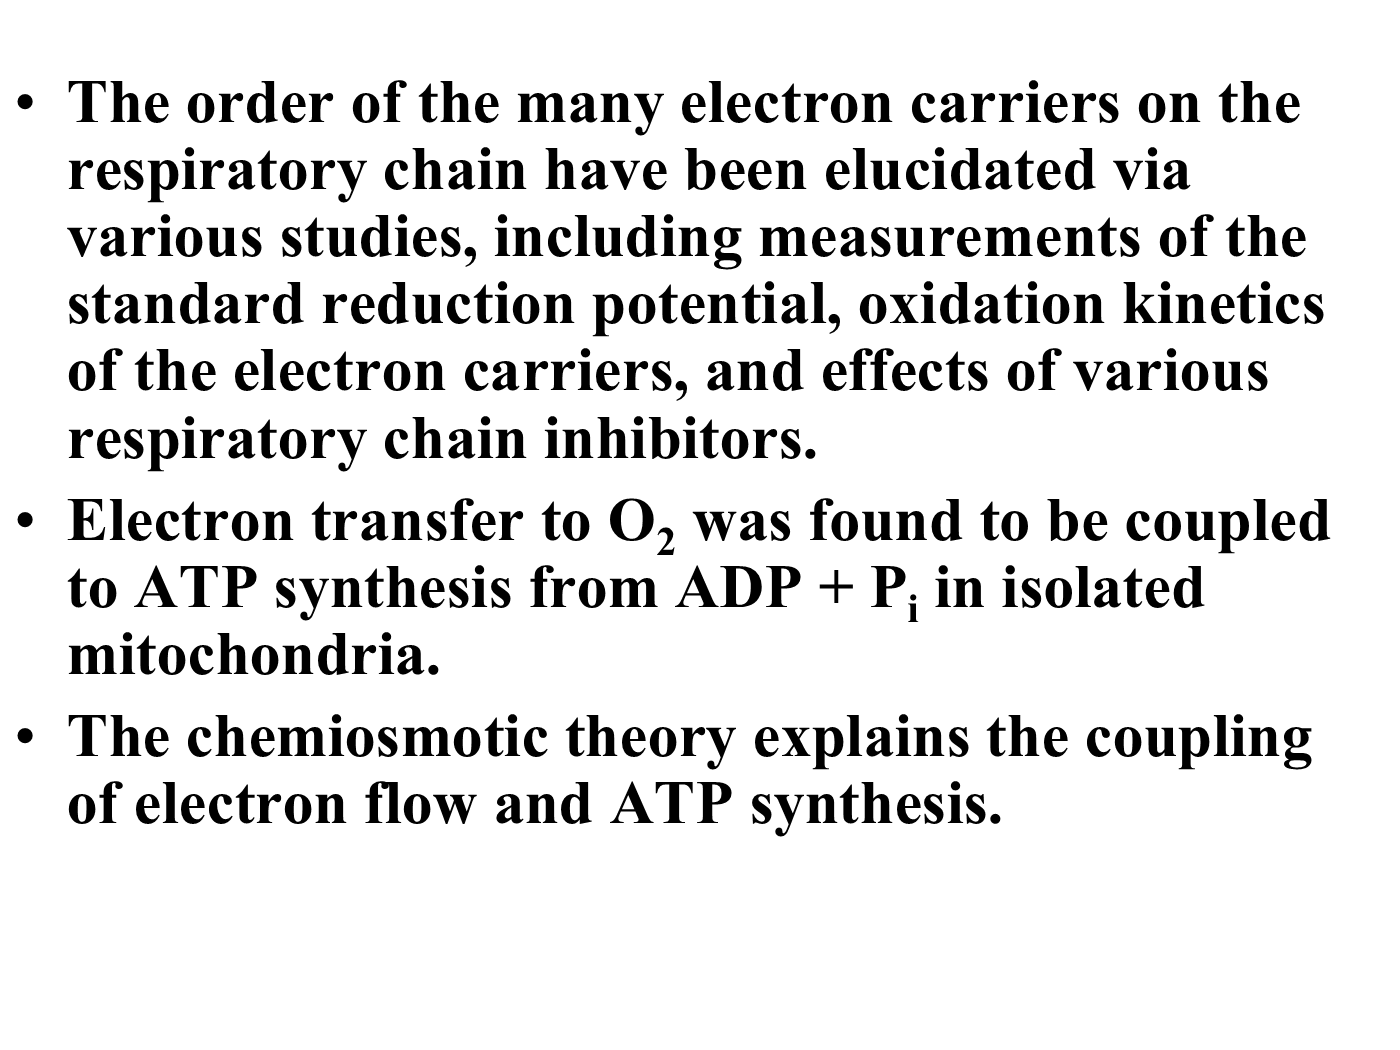 • The order of the many electron carriers on the
respiratory chain have been elucidated via
various studies, including measurements of the
standard reduction potential, oxidation kinetics
of the electron carriers, and effects of various
respiratory chain inhibitors.
• Electron transfer to O₂ was found to be coupled
to ATP synthesis from ADP + Pᵢ in isolated
mitochondria.
• The chemiosmotic theory explains the coupling
of electron flow and ATP synthesis.